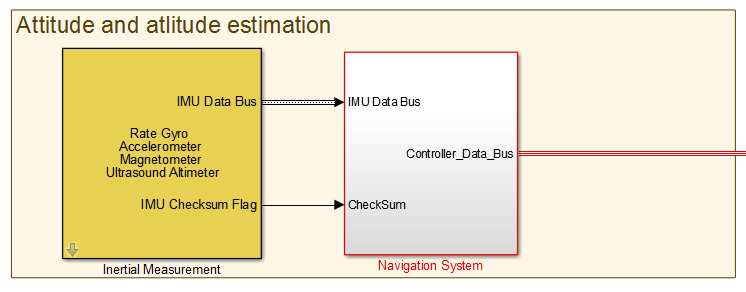 Attitude and atlitude estimation
IMU Data Bus
Rate Gyro
Accelerometer
Magnetometer
Ultrasound Altimeter
IMU Checksum Flag
Inertial Measurement
IMU Data Bus
Controller_Data_Bus
CheckSum
Navigation System